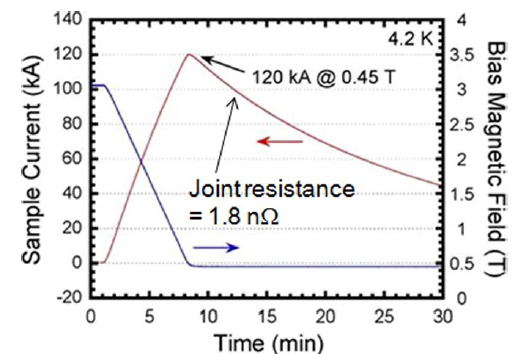 140
120
100
80
60
40
20
0
-20
Sample Current (kA)
4
3.5
3
2.5
2
1.5
1
0.5
0
Bias Magnetic Field (T)
4.2 K
120 kA @ 0.45 T
Joint resistance
= 1.8 nΩ
0 5 10 15 20 25 30
Time (min)